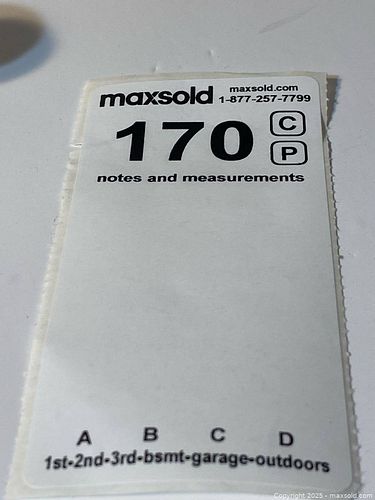 maxsold maxsold.com
1-877-257-7799
170 C
P
notes and measurements
A B C D
1st-2nd-3rd-bsmt-garage-outdoors
Copyright 2025 - maxsold.com